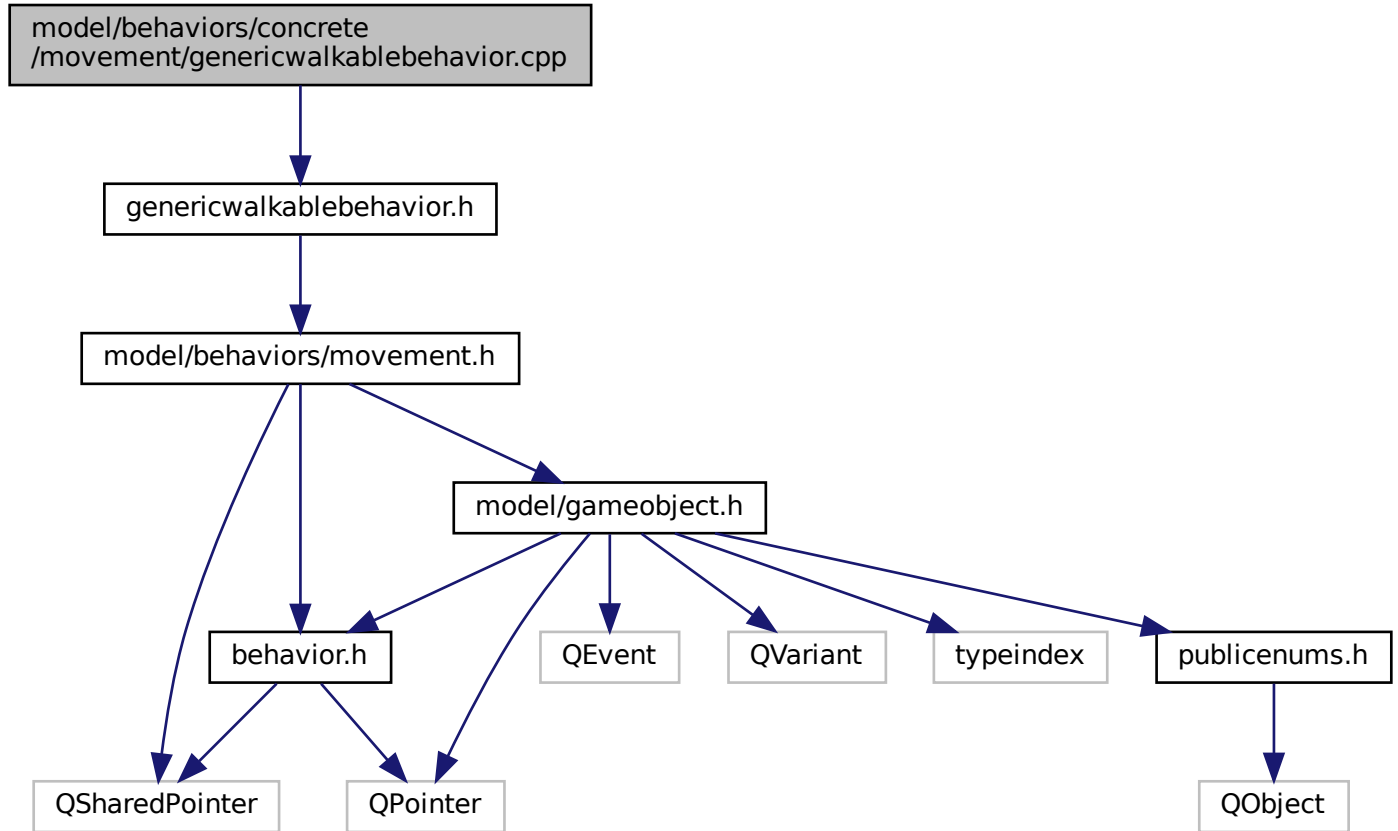 model/behaviors/concrete
/movement/genericwalkablebehavior.cpp
genericwalkablebehavior.h
model/behaviors/movement.h
model/gameobject.h
behavior.h
QEvent
QVariant
typeindex
publicenums.h
QSharedPointer
QPointer
QObject